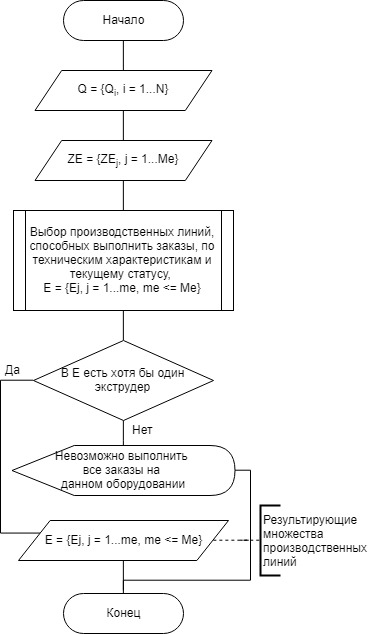 Начало
Q = {Qi, i = 1...N}
ZE = {ZEj, j = 1...Me}
Выбор производственных линий,
способных выполнить заказы, по
техническим характеристикам и
текущему статусу,
E = {Ej, j = 1...me, me <= Me}
В E есть хотя бы один
экструдер
Да
Нет
Невозможно выполнить
все заказы на
данном оборудовании
E = {Ej, j = 1...me, me <= Me}
Результирующие
множества
производственных
линий
Конец